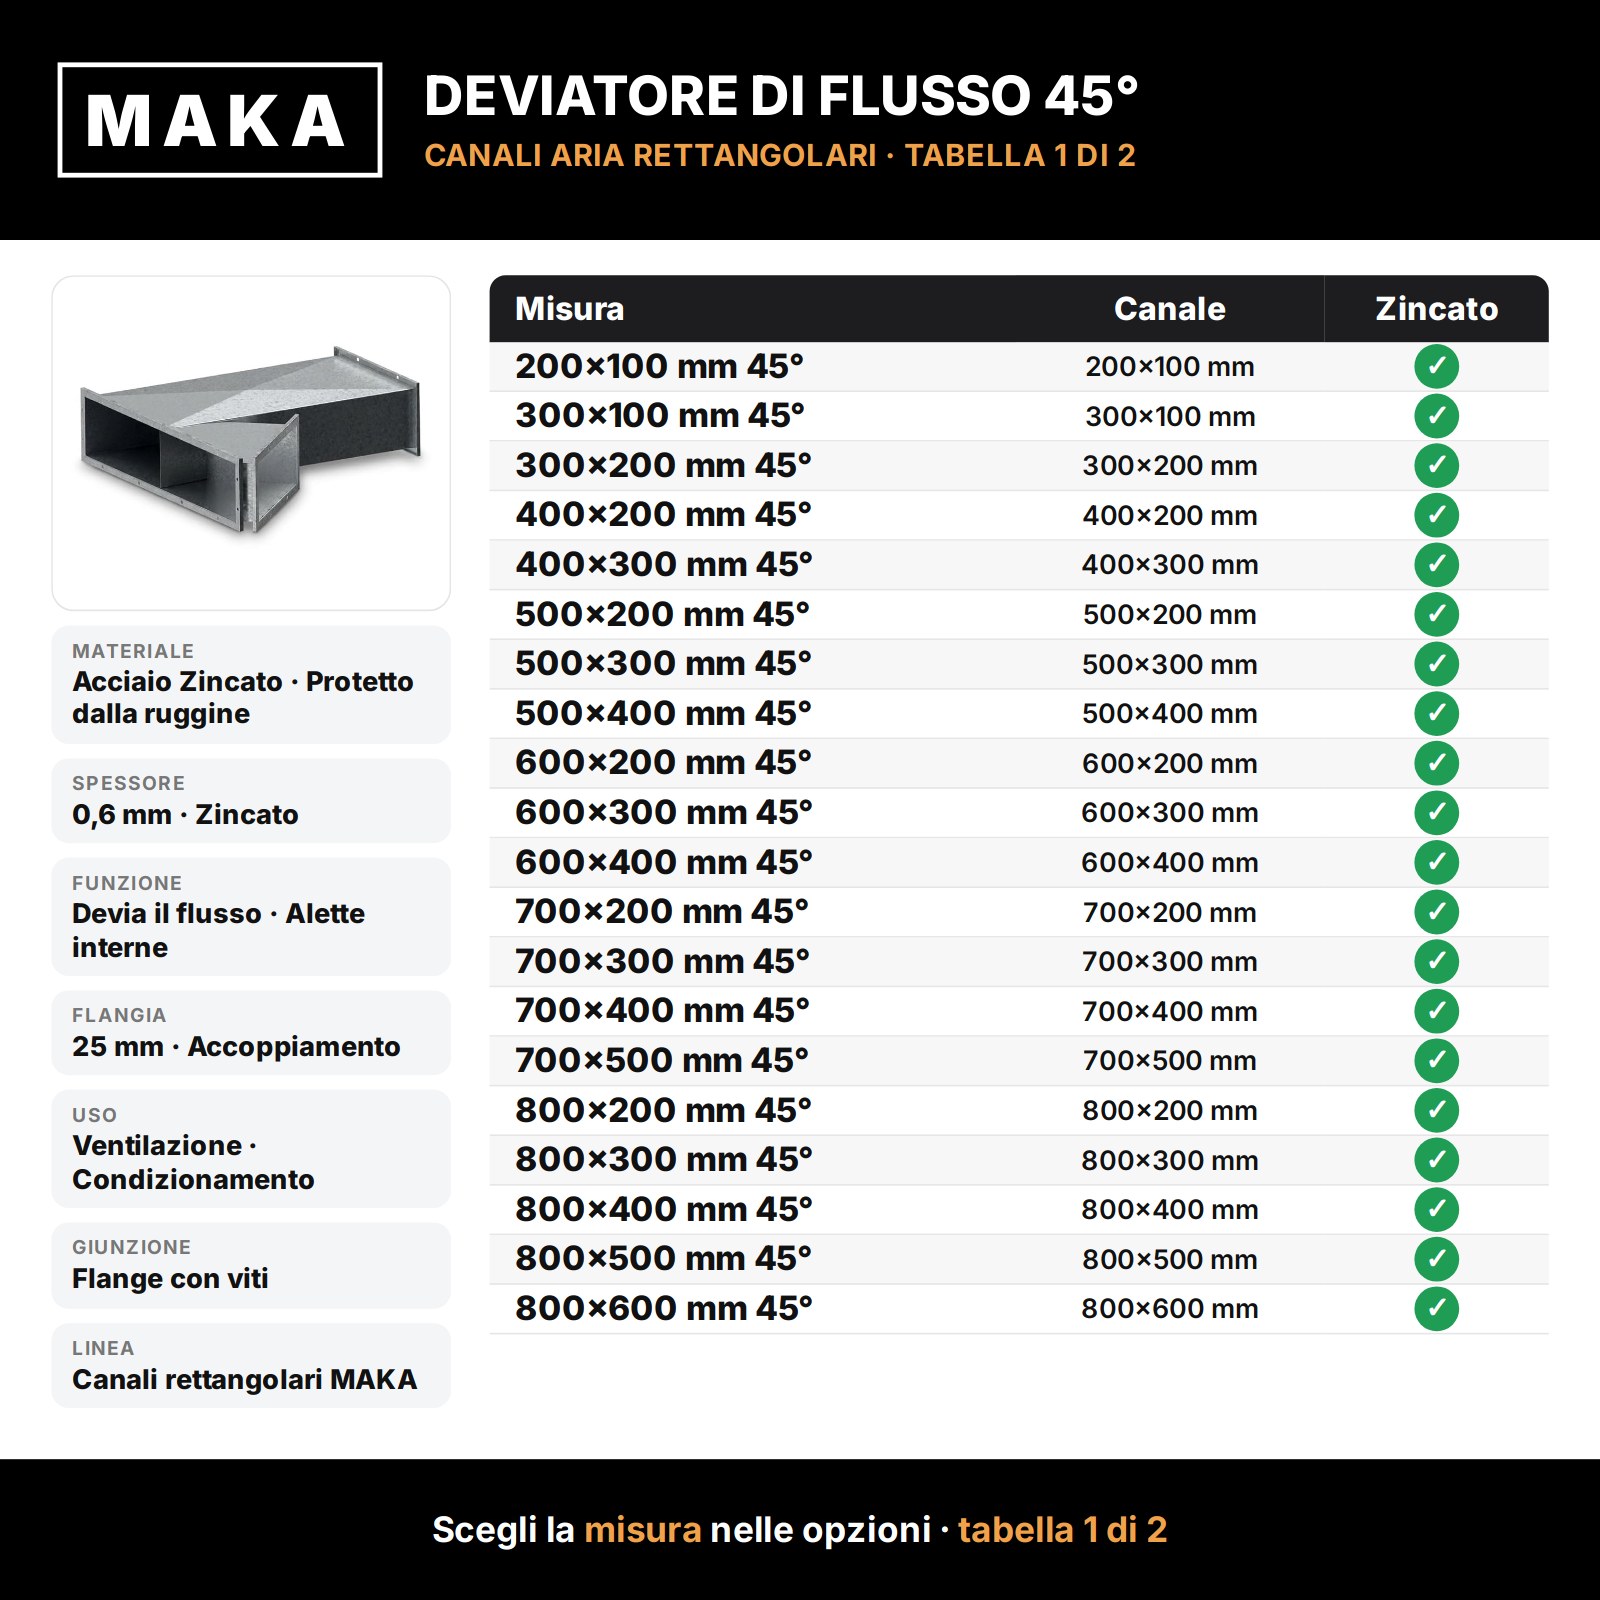 MAKA
DEVIATORE DI FLUSSO 45°
CANALI ARIA RETTANGOLARI · TABELLA 1 DI 2
MATERIALE
Acciaio Zincato · Protetto
dalla ruggine
SPESSORE
0,6 mm · Zincato
FUNZIONE
Devia il flusso · Alette
interne
FLANGIA
25 mm · Accoppiamento
USO
Ventilazione ·
Condizionamento
GIUNZIONE
Flange con viti
LINEA
Canali rettangolari MAKA
Misura Canale Zincato
200×100 mm 45° 200×100 mm ✓
300×100 mm 45° 300×100 mm ✓
300×200 mm 45° 300×200 mm ✓
400×200 mm 45° 400×200 mm ✓
400×300 mm 45° 400×300 mm ✓
500×200 mm 45° 500×200 mm ✓
500×300 mm 45° 500×300 mm ✓
500×400 mm 45° 500×400 mm ✓
600×200 mm 45° 600×200 mm ✓
600×300 mm 45° 600×300 mm ✓
600×400 mm 45° 600×400 mm ✓
700×200 mm 45° 700×200 mm ✓
700×300 mm 45° 700×300 mm ✓
700×400 mm 45° 700×400 mm ✓
700×500 mm 45° 700×500 mm ✓
800×200 mm 45° 800×200 mm ✓
800×300 mm 45° 800×300 mm ✓
800×400 mm 45° 800×400 mm ✓
800×500 mm 45° 800×500 mm ✓
800×600 mm 45° 800×600 mm ✓
Scegli la misura nelle opzioni · tabella 1 di 2